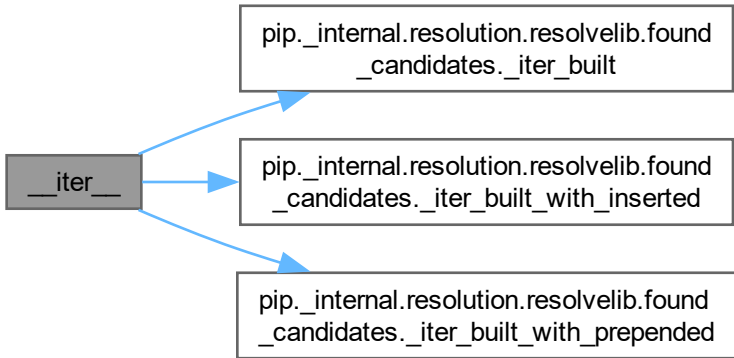 pip._internal.resolution.resolvelib.found
_candidates._iter_built
__iter__
pip._internal.resolution.resolvelib.found
_candidates._iter_built_with_inserted
pip._internal.resolution.resolvelib.found
_candidates._iter_built_with_prepended